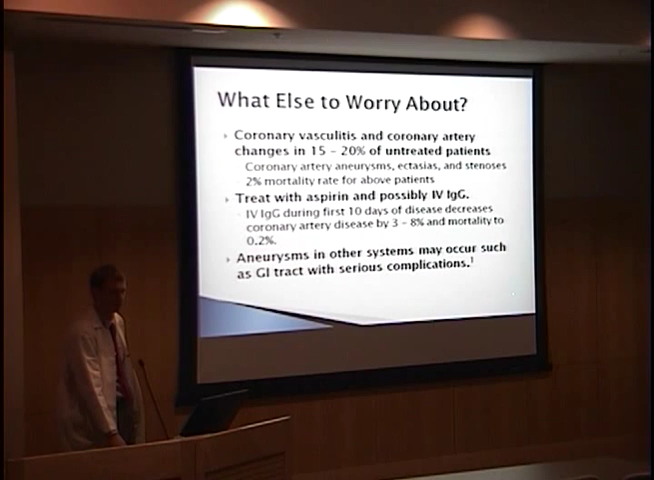 What Else to Worry About?
Coronary vasculitis and coronary artery
changes in 15 – 20% of untreated patients
Coronary artery aneurysms, ectasias, and stenoses
2% mortality rate for above patients
Treat with aspirin and possibly IV IgG.
IV IgG during first 10 days of disease decreases
coronary artery disease by 3 – 8% and mortality to
0.2%.
Aneurysms in other systems may occur such
as GI tract with serious complications.¹